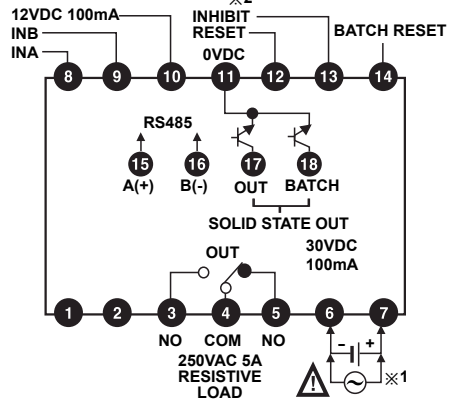 ※2
12VDC 100mA
INHIBIT
INB
RESET
BATCH RESET
INA
0VDC
8 9 10 11 12 13 14
RS485
15 16 17 18
A(+) B(-) OUT BATCH
SOLID STATE OUT
30VDC
100mA
OUT
1 2 3 4 5 6 7
NO COM NO
- +
250VAC 5A
RESISTIVE
LOAD
※1